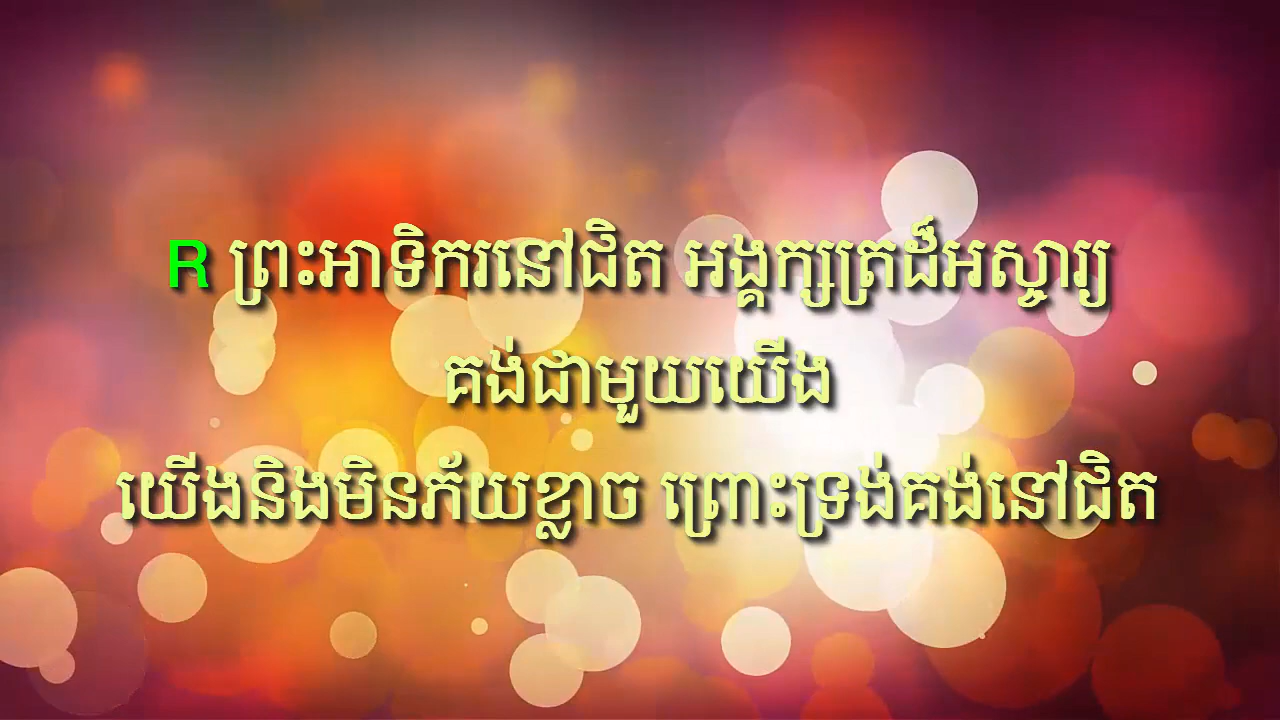 R ព្រះអាទិករនៅជិត អង្គក្សត្រដ៏អស្ចារ្យ
គង់ជាមួយយើង
យើងនិងមិនភ័យខ្លាច ព្រោះទ្រង់គង់នៅជិត